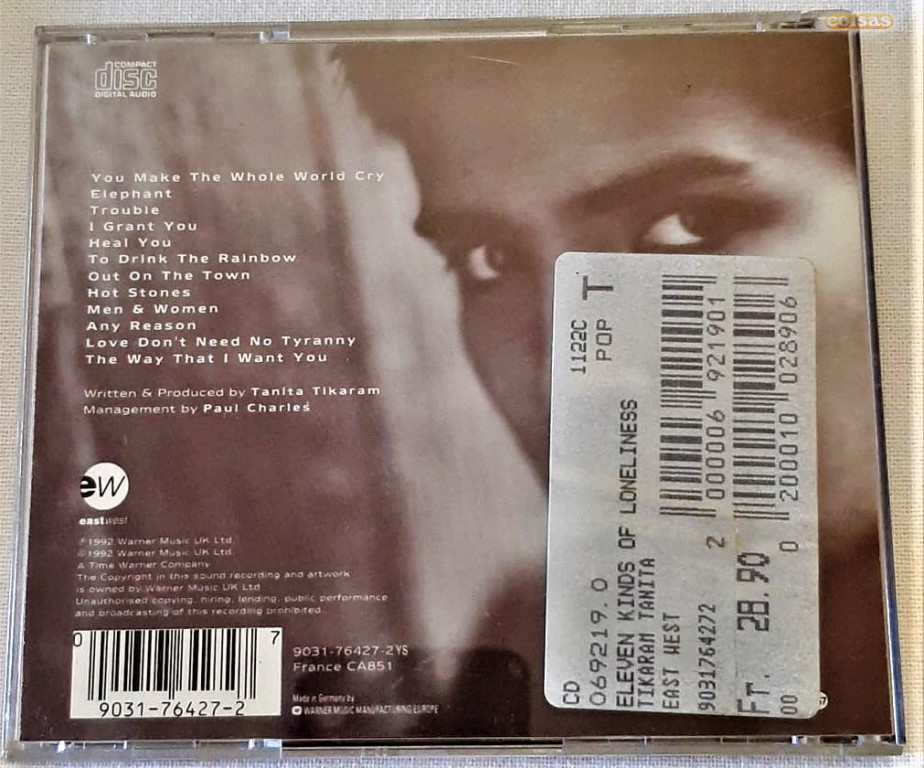 coisas
COMPACT
disc
DIGITAL AUDIO
You Make The Whole World Cry
Elephant
Trouble
I Grant You
Heal You
To Drink The Rainbow
Out On The Town
Hot Stones
Men & Women
Any Reason
Love Don't Need No Tyranny
The Way That I Want You
Written & Produced by Tanita Tikaram
Management by Paul Charles
ew
eastwest
℗1992 Warner Music UK Ltd.
©1992 Warner Music UK Ltd.
A Time Warner Company
The Copyright in this sound recording and artwork
is owned by Warner Music UK Ltd
Unauthorised copying, hiring, lending, public performance
and broadcasting of this recording prohibited.
0 7
9031-76427-2
9031-76427-2YS
France CA851
Made in Germany by
WARNER MUSIC MANUFACTURING EUROPE
1122C T
POP
CD
069219.0
ELEVEN KINDS OF LONELINESS
TIKARAM TANITA
EAST WEST
9031764272
2 000006 921901
FT. 28.90
00
0 200010 028906